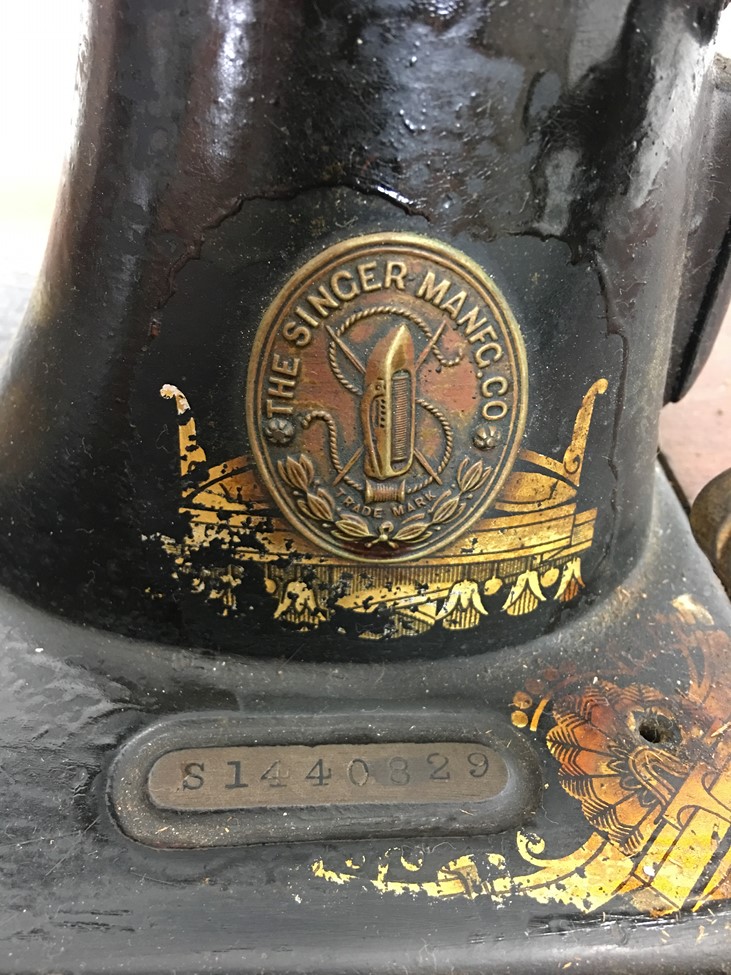 THE SINGER MANFG. CO
TRADE MARK
S1440829